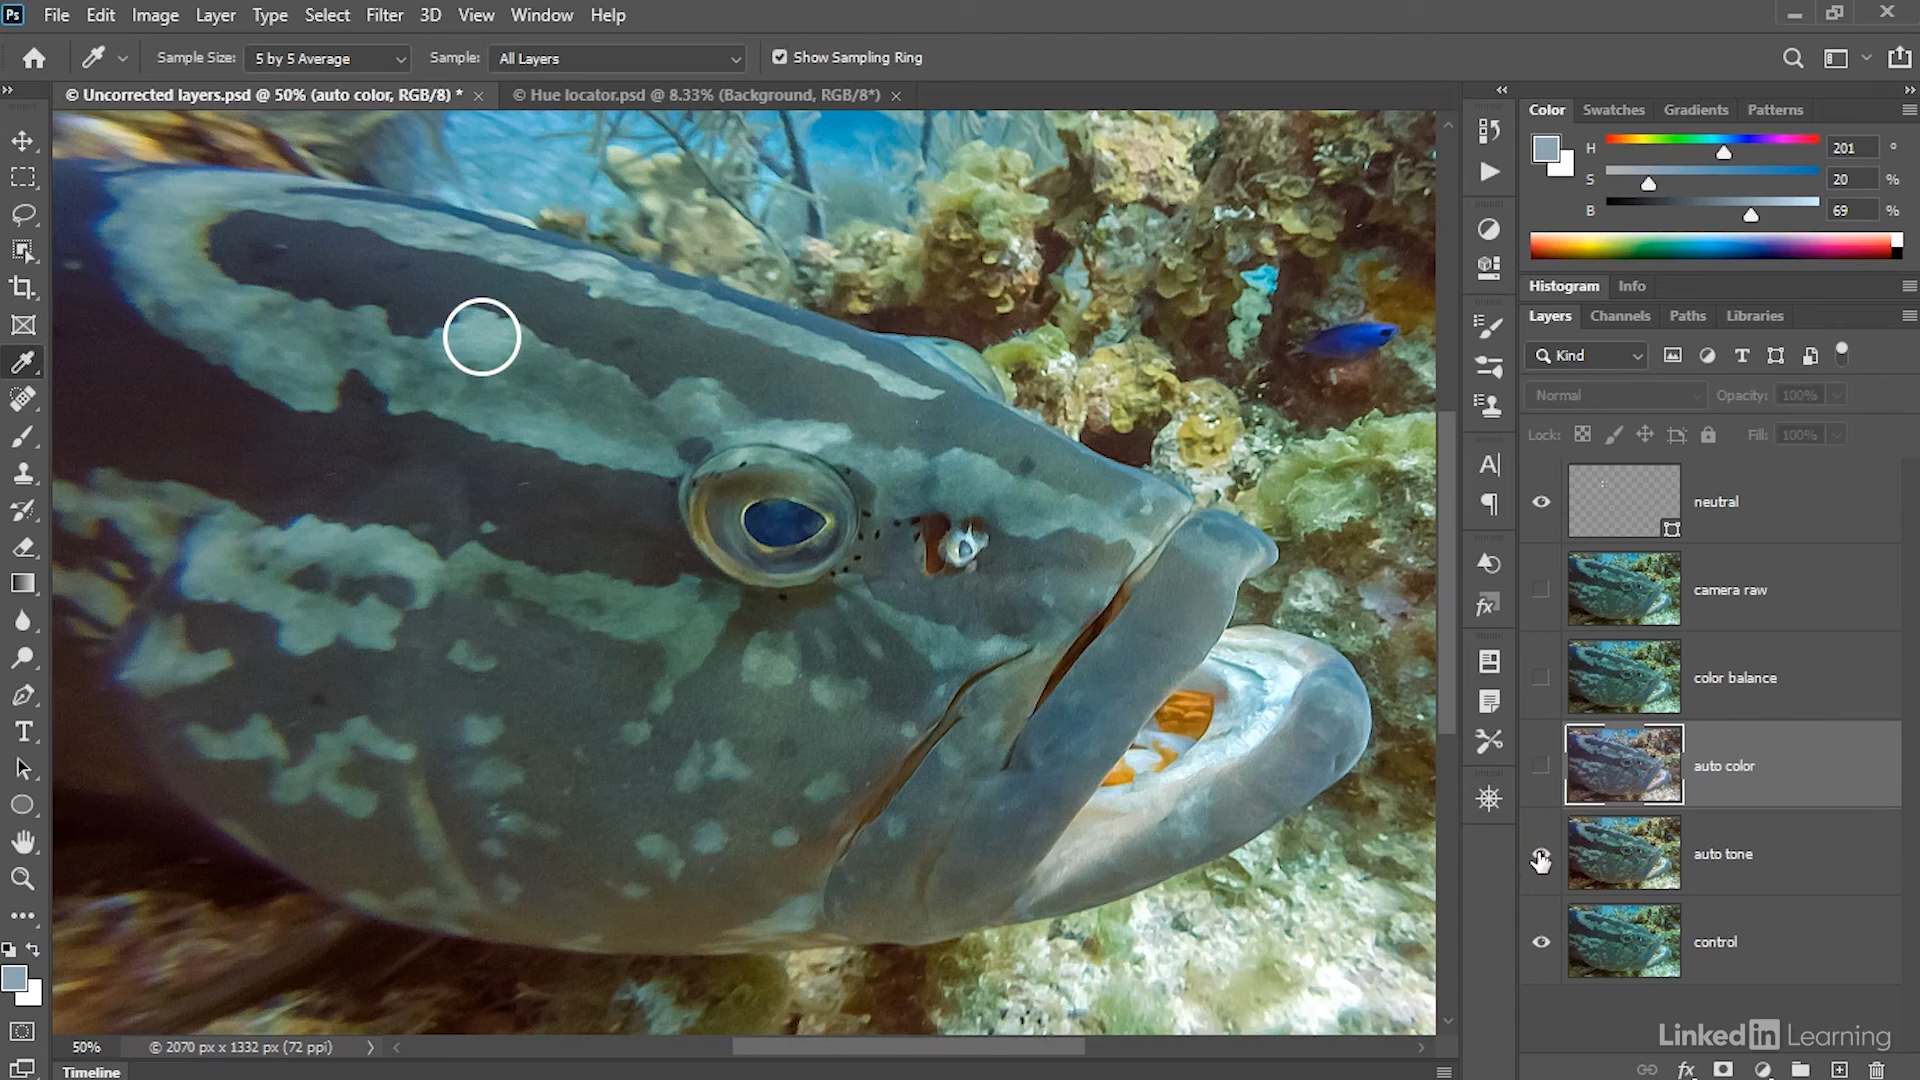 Ps File Edit Image Layer Type Select Filter 3D View Window Help
Sample Size: 5 by 5 Average Sample: All Layers Show Sampling Ring
© Uncorrected layers.psd @ 50% (auto color, RGB/8) * © Hue locator.psd @ 8.33% (Background, RGB/8*)
Color Swatches Gradients Patterns
H 201 °
S 20 %
B 69 %
Histogram Info
Layers Channels Paths Libraries
Kind
Normal Opacity: 100%
Lock: Fill: 100%
neutral
camera raw
color balance
auto color
auto tone
control
50% © 2070 px x 1332 px (72 ppi)
Timeline
LinkedIn Learning